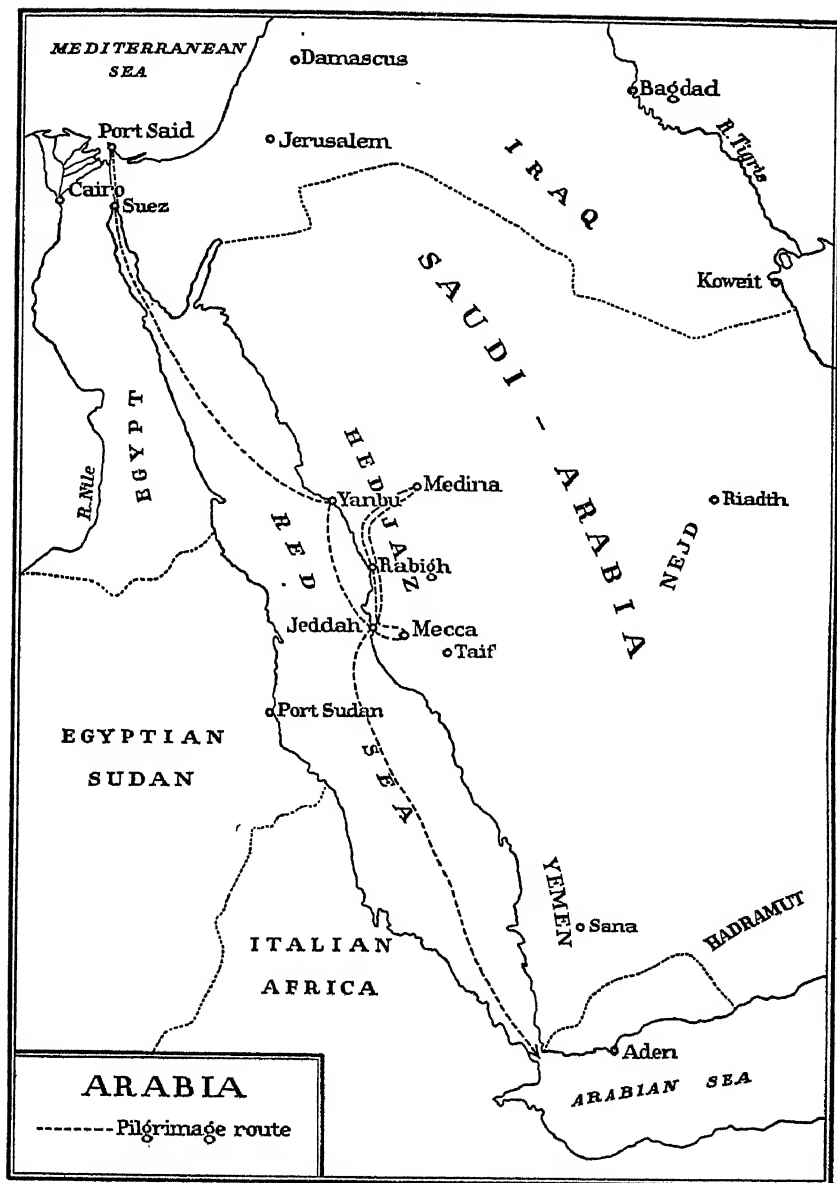 MEDITERRANEAN
SEA
Damascus
Bagdad
R. Tigris
Port Said
Jerusalem
IRAQ
Cairo
Suez
Koweit
SAUDI - ARABIA
EGYPT
R. Nile
HEDJAZ
Medina
Yanbu
Riadth
NEJD
RED
Rabigh
Jeddah
Mecca
Taif
Port Sudan
SEA
EGYPTIAN
SUDAN
YEMEN
Sana
HADRAMUT
ITALIAN
AFRICA
Aden
ARABIAN SEA
ARABIA
Pilgrimage route